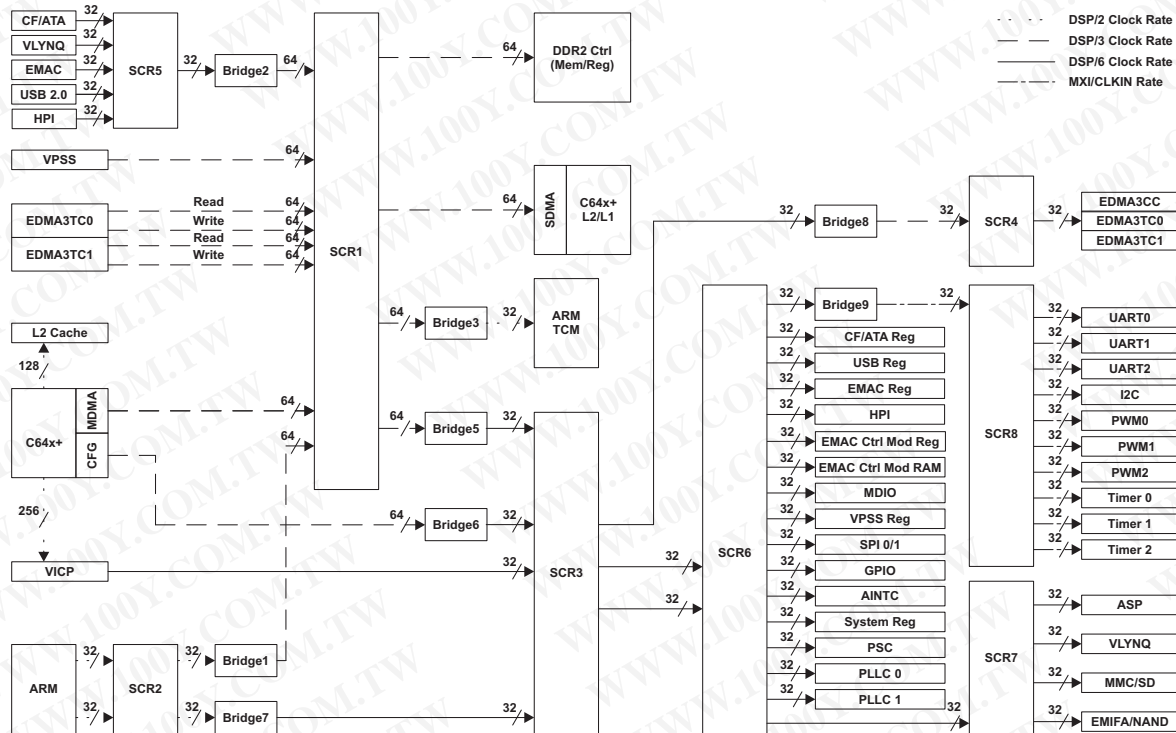 CF/ATA
VLYNQ
EMAC
USB 2.0
HPI
32
32
32
32
32
SCR5
32
Bridge2
64
VPSS
64
EDMA3TC0
EDMA3TC1
Read
Write
Read
Write
64
64
64
64
SCR1
L2 Cache
128
C64x+
MDMA
CFG
64
64
256
VICP
ARM
32
32
SCR2
32
32
Bridge1
Bridge7
64
DDR2 Ctrl
(Mem/Reg)
64
SDMA
C64x+
L2/L1
64
Bridge3
32
ARM
TCM
64
Bridge5
32
64
Bridge6
32
32
32
SCR3
32
32
32
Bridge8
32
SCR4
32
EDMA3CC
EDMA3TC0
EDMA3TC1
SCR6
32
Bridge9
32
32
CF/ATA Reg
32
USB Reg
32
EMAC Reg
32
HPI
32
EMAC Ctrl Mod Reg
32
EMAC Ctrl Mod RAM
32
MDIO
32
VPSS Reg
32
SPI 0/1
32
GPIO
32
AINTC
32
System Reg
32
PSC
32
PLLC 0
32
PLLC 1
32
SCR8
32
UART0
32
UART1
32
UART2
32
I2C
32
PWM0
32
PWM1
32
PWM2
32
Timer 0
32
Timer 1
32
Timer 2
SCR7
32
ASP
32
VLYNQ
32
MMC/SD
32
EMIFA/NAND
DSP/2 Clock Rate
DSP/3 Clock Rate
DSP/6 Clock Rate
MXI/CLKIN Rate
WWW.100Y.COM.TW